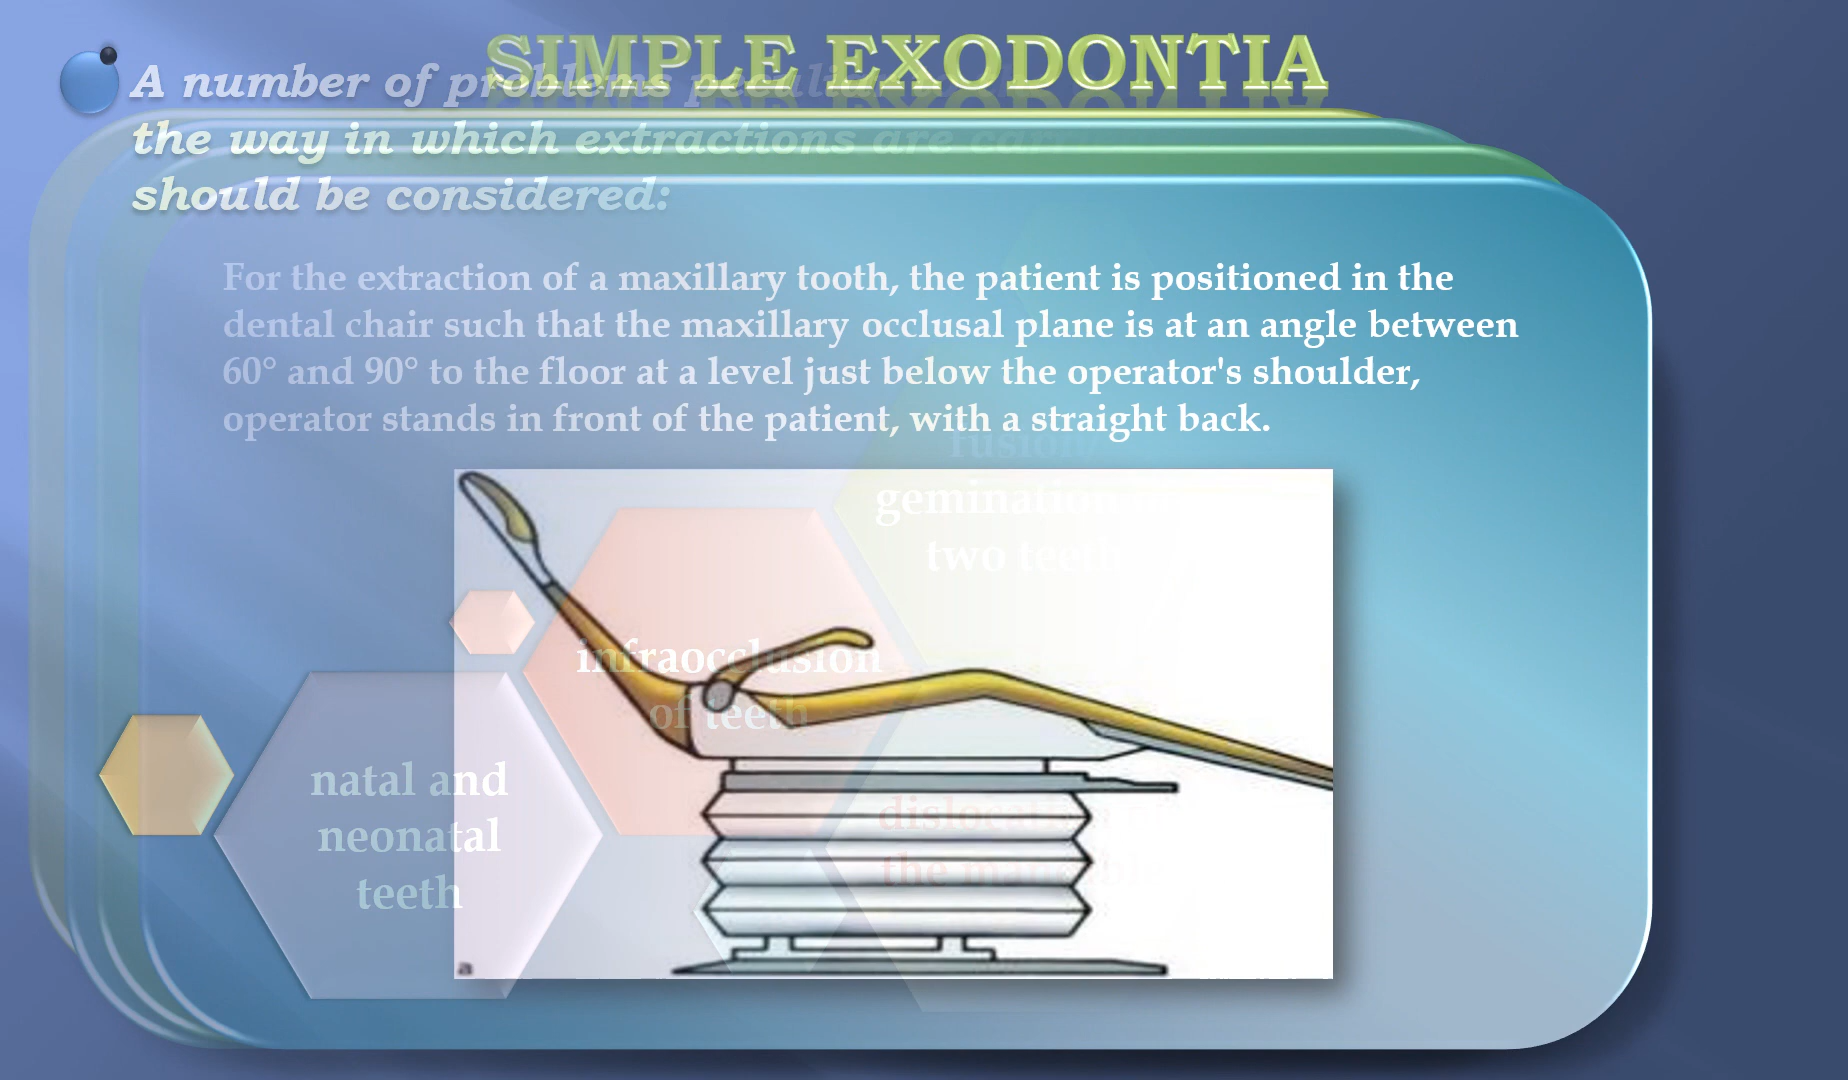 SIMPLE EXODONTIA
A number of problems
the way in which extractions are
should be considered:
For the extraction of a maxillary tooth, the patient is positioned in the
dental chair such that the maxillary occlusal plane is at an angle between
60° and 90° to the floor at a level just below the operator's shoulder,
operator stands in front of the patient, with a straight back.
fusion
gemination
two teeth
infraocclusion
of teeth
natal and
neonatal
teeth
the
a